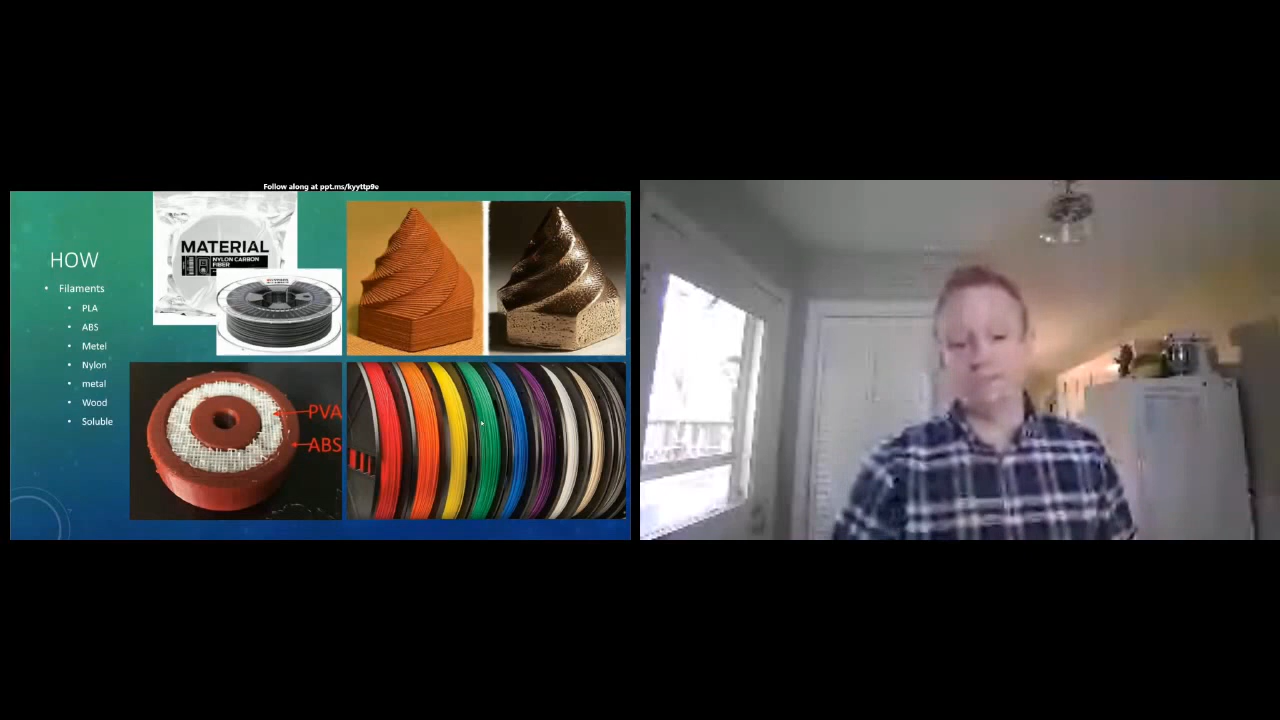 Follow along at ppt.ms/kyyttp9e
HOW
Filaments
PLA
ABS
Metel
Nylon
metal
Wood
Soluble
MATERIAL
NYLON CARBON
FIBER
PVA
ABS